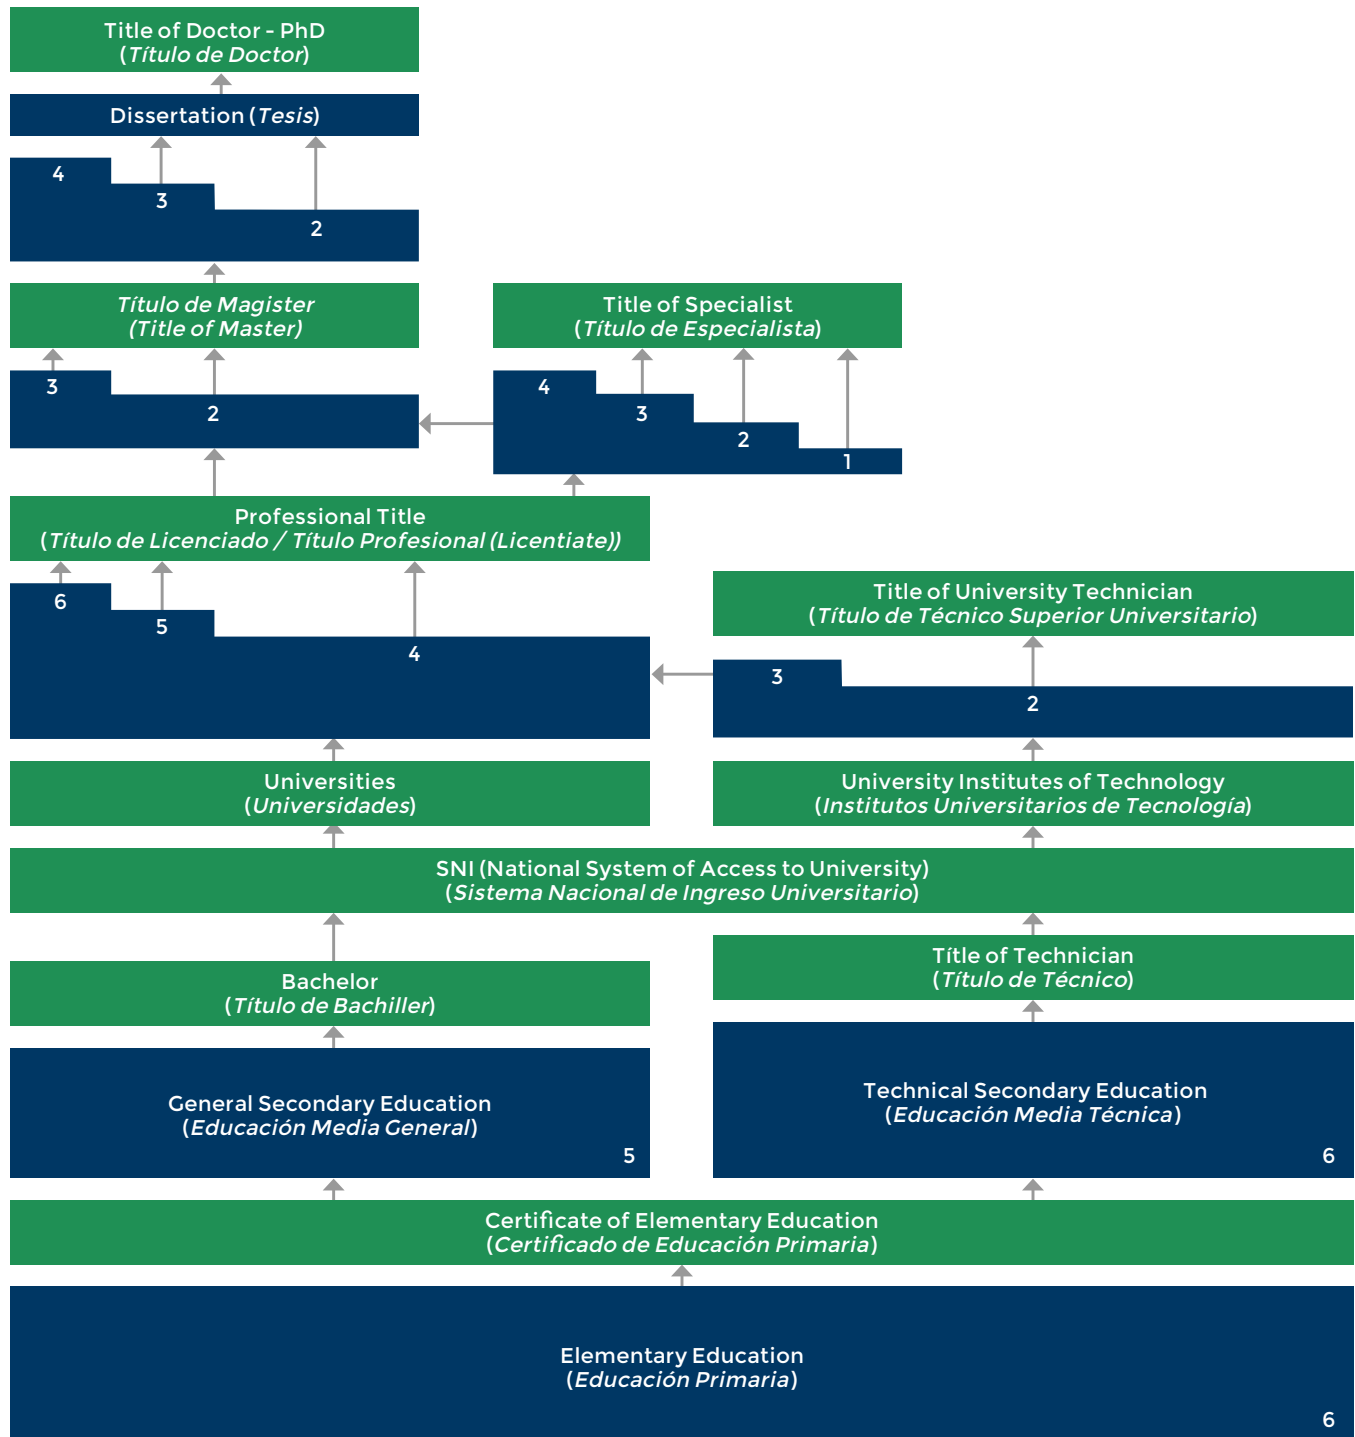 Title of Doctor - PhD
(Título de Doctor)
Dissertation (Tesis)
4
3
2
Título de Magister
(Title of Master)
3
2
Title of Specialist
(Título de Especialista)
4
3
2
1
Professional Title
(Título de Licenciado / Título Profesional (Licentiate))
6
5
4
Title of University Technician
(Título de Técnico Superior Universitario)
3
2
Universities
(Universidades)
University Institutes of Technology
(Institutos Universitarios de Tecnología)
SNI (National System of Access to University)
(Sistema Nacional de Ingreso Universitario)
Bachelor
(Título de Bachiller)
Títle of Technician
(Título de Técnico)
General Secondary Education
(Educación Media General)
5
Technical Secondary Education
(Educación Media Técnica)
6
Certificate of Elementary Education
(Certificado de Educación Primaria)
Elementary Education
(Educación Primaria)
6